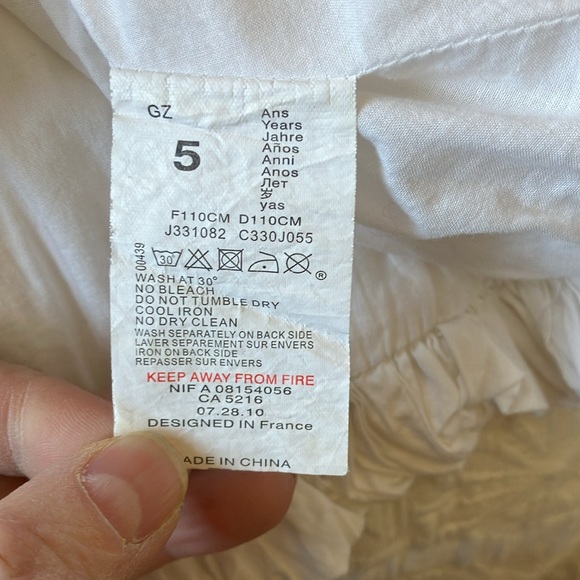 GZ
5
Ans
Years
Jahre
Años
Anni
Anos
Лет
岁
yas
F110CM D110CM
J331082 C330J055
00439
30°
®
WASH AT 30°
NO BLEACH
DO NOT TUMBLE DRY
COOL IRON
NO DRY CLEAN
WASH SEPARATELY ON BACK SIDE
LAVER SEPAREMENT SUR ENVERS
IRON ON BACK SIDE
REPASSER SUR ENVERS
KEEP AWAY FROM FIRE
NIF A 08154056
CA 5216
07.28.10
DESIGNED IN France
ADE IN CHINA